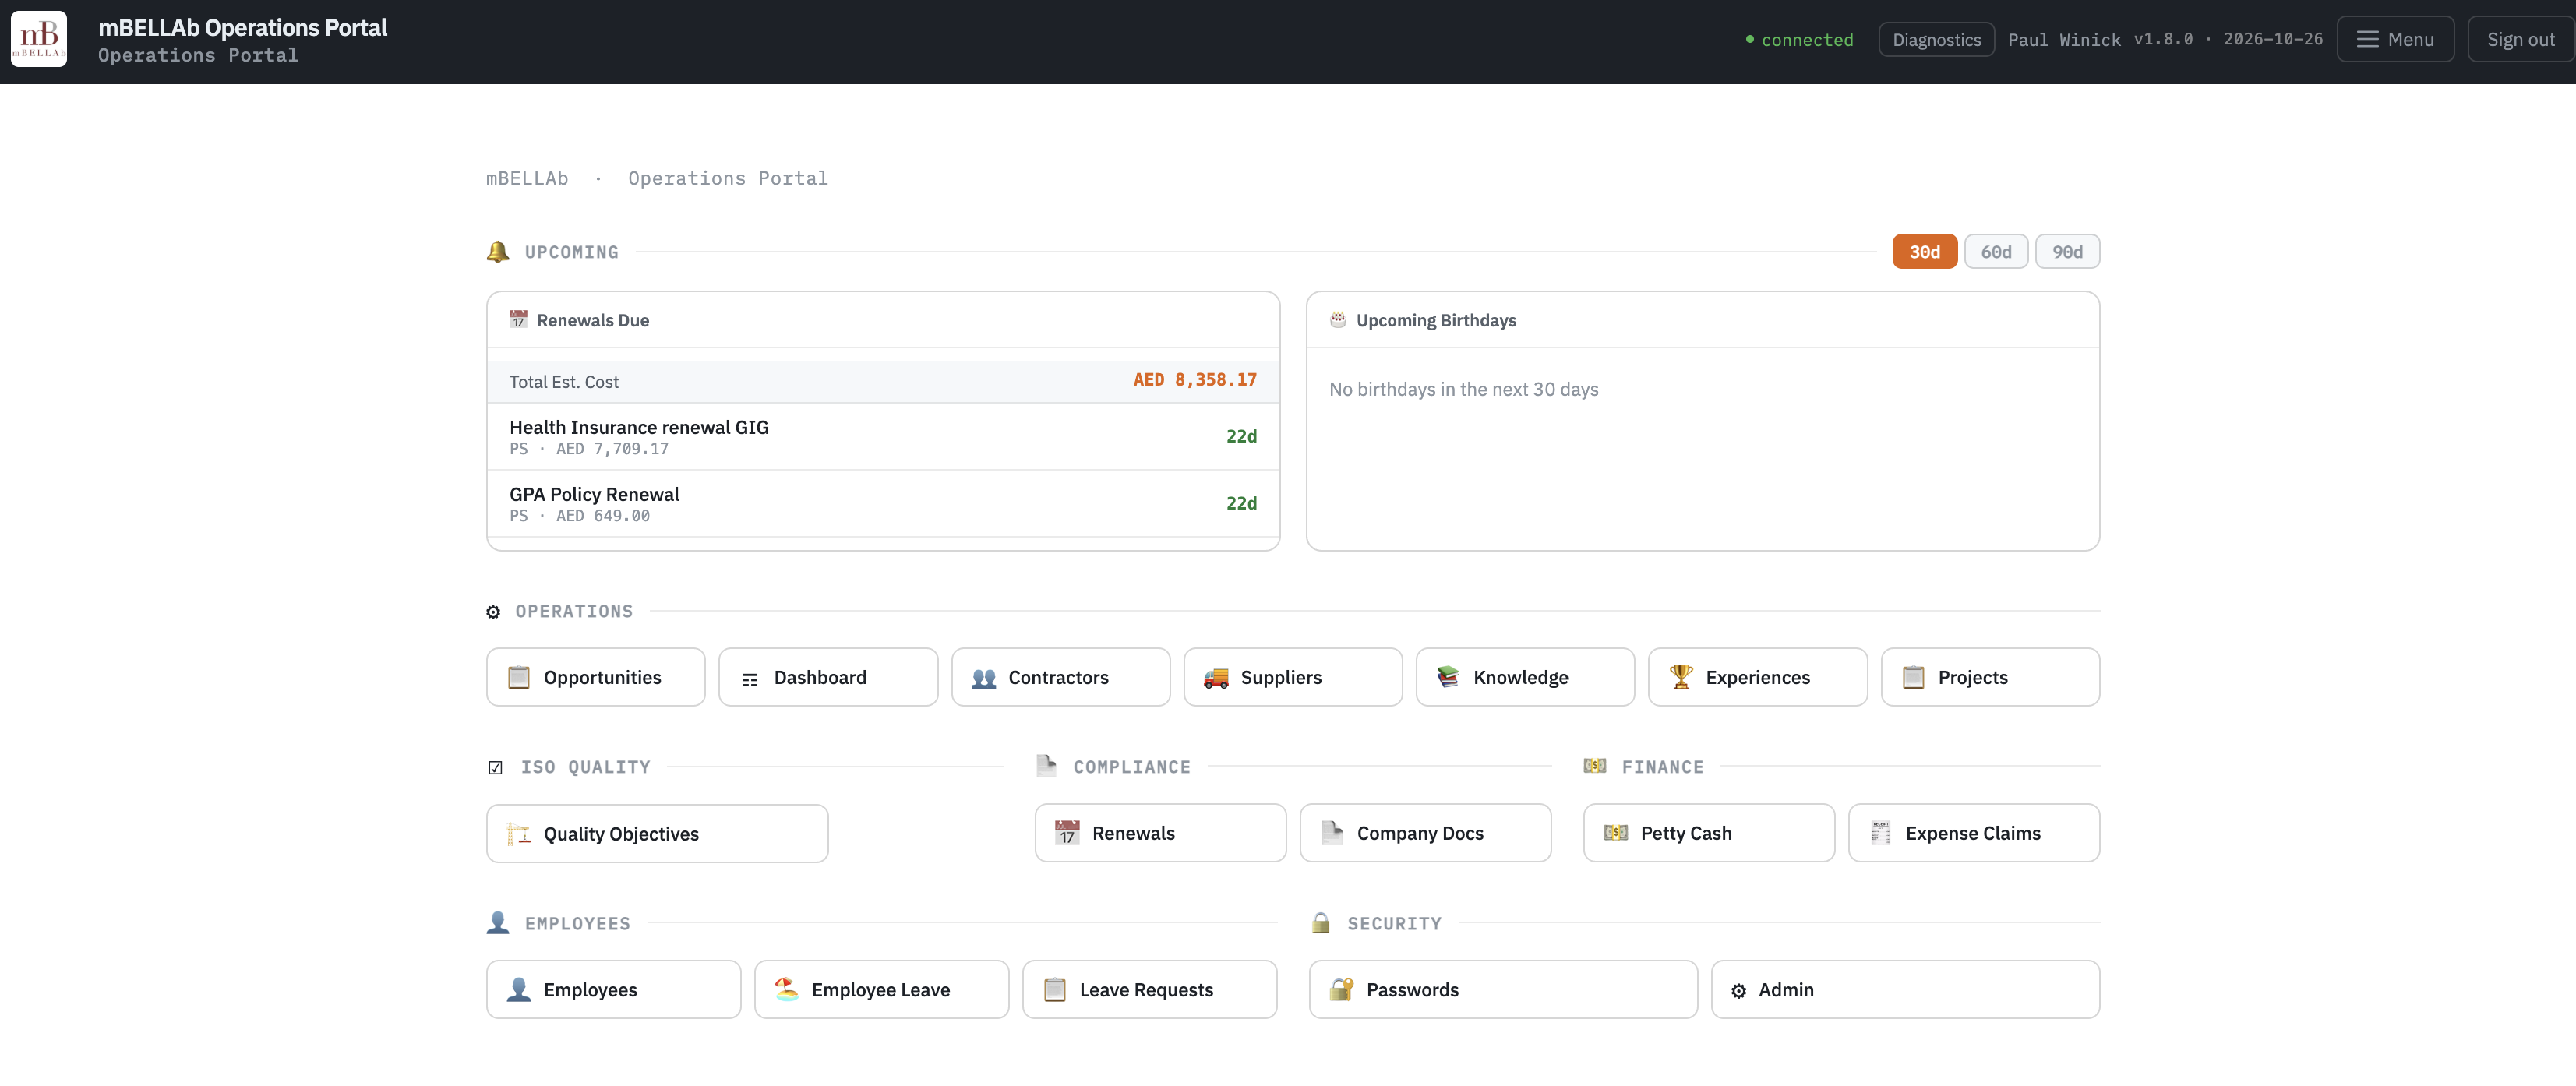 mB
mBELLAb
mBELLAb Operations Portal
Operations Portal
connected
Diagnostics
Paul Winick
v1.8.0 · 2026-10-26
Menu
Sign out
mBELLAb · Operations Portal
UPCOMING
30d
60d
90d
17
Renewals Due
Total Est. Cost
AED 8,358.17
Health Insurance renewal GIG
22d
PS · AED 7,709.17
GPA Policy Renewal
22d
PS · AED 649.00
Upcoming Birthdays
No birthdays in the next 30 days
OPERATIONS
Opportunities
Dashboard
Contractors
Suppliers
Knowledge
Experiences
Projects
ISO QUALITY
Quality Objectives
COMPLIANCE
17
Renewals
Company Docs
FINANCE
Petty Cash
Expense Claims
EMPLOYEES
Employees
Employee Leave
Leave Requests
SECURITY
Passwords
Admin